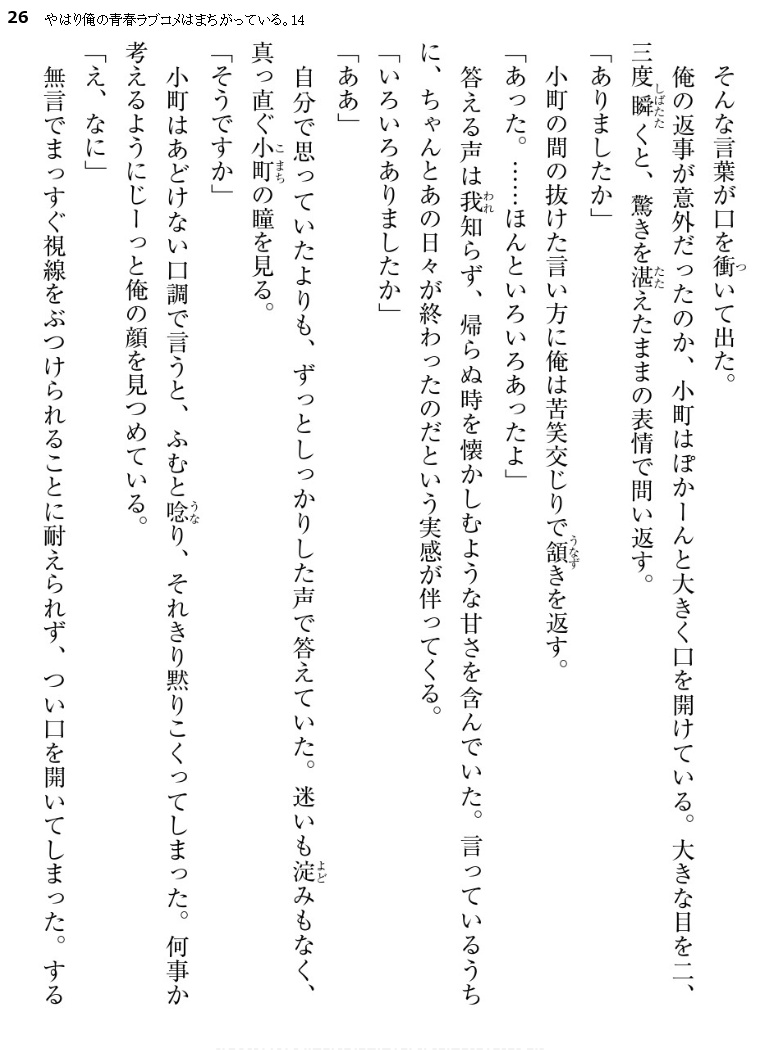 26 やはり俺の青春ラブコメはまちがっている。14
そんな言葉が口を衝いて出た。
俺の返事が意外だったのか、小町はぽかーんと大きく口を開けている。大きな目を二、
三度瞬くと、驚きを湛えたままの表情で問い返す。
「ありましたか」
小町の間の抜けた言い方に俺は苦笑交じりで頷きを返す。
「あった。……ほんといろいろあったよ」
答える声は我知らず、帰らぬ時を懐かしむような甘さを含んでいた。言っているうち
に、ちゃんとあの日々が終わったのだという実感が伴ってくる。
「いろいろありましたか」
「ああ」
自分で思っていたよりも、ずっとしっかりした声で答えていた。迷いも淀みもなく、
真っ直ぐ小町の瞳を見る。
「そうですか」
小町はあどけない口調で言うと、ふむと唸り、それきり黙りこくってしまった。何事か
考えるようにじーっと俺の顔を見つめている。
「え、なに」
無言でまっすぐ視線をぶつけられることに耐えられず、つい口を開いてしまった。する